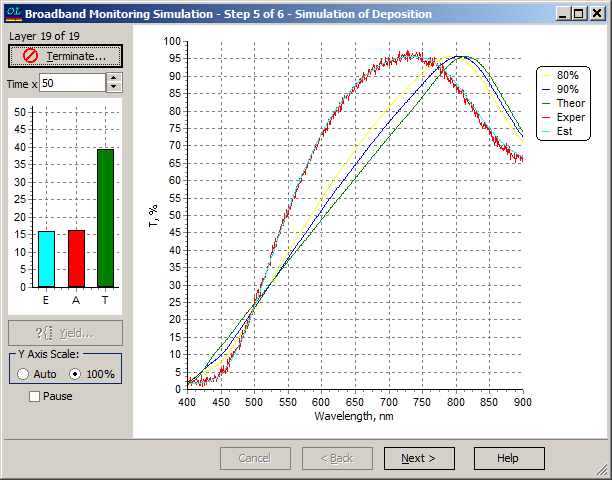 OL Broadband Monitoring Simulation - Step 5 of 6 - Simulation of Deposition
Layer 19 of 19
Terminate...
Time x 50
50
45
40
35
30
25
20
15
10
5
0
E A T
?{ Yield...
Y Axis Scale:
Auto 100%
Pause
T, %
100
95
90
85
80
75
70
65
60
55
50
45
40
35
30
25
20
15
10
5
0
400 450 500 550 600 650 700 750 800 850 900
Wavelength, nm
80%
90%
Theor
Exper
Est
Cancel < Back Next > Help